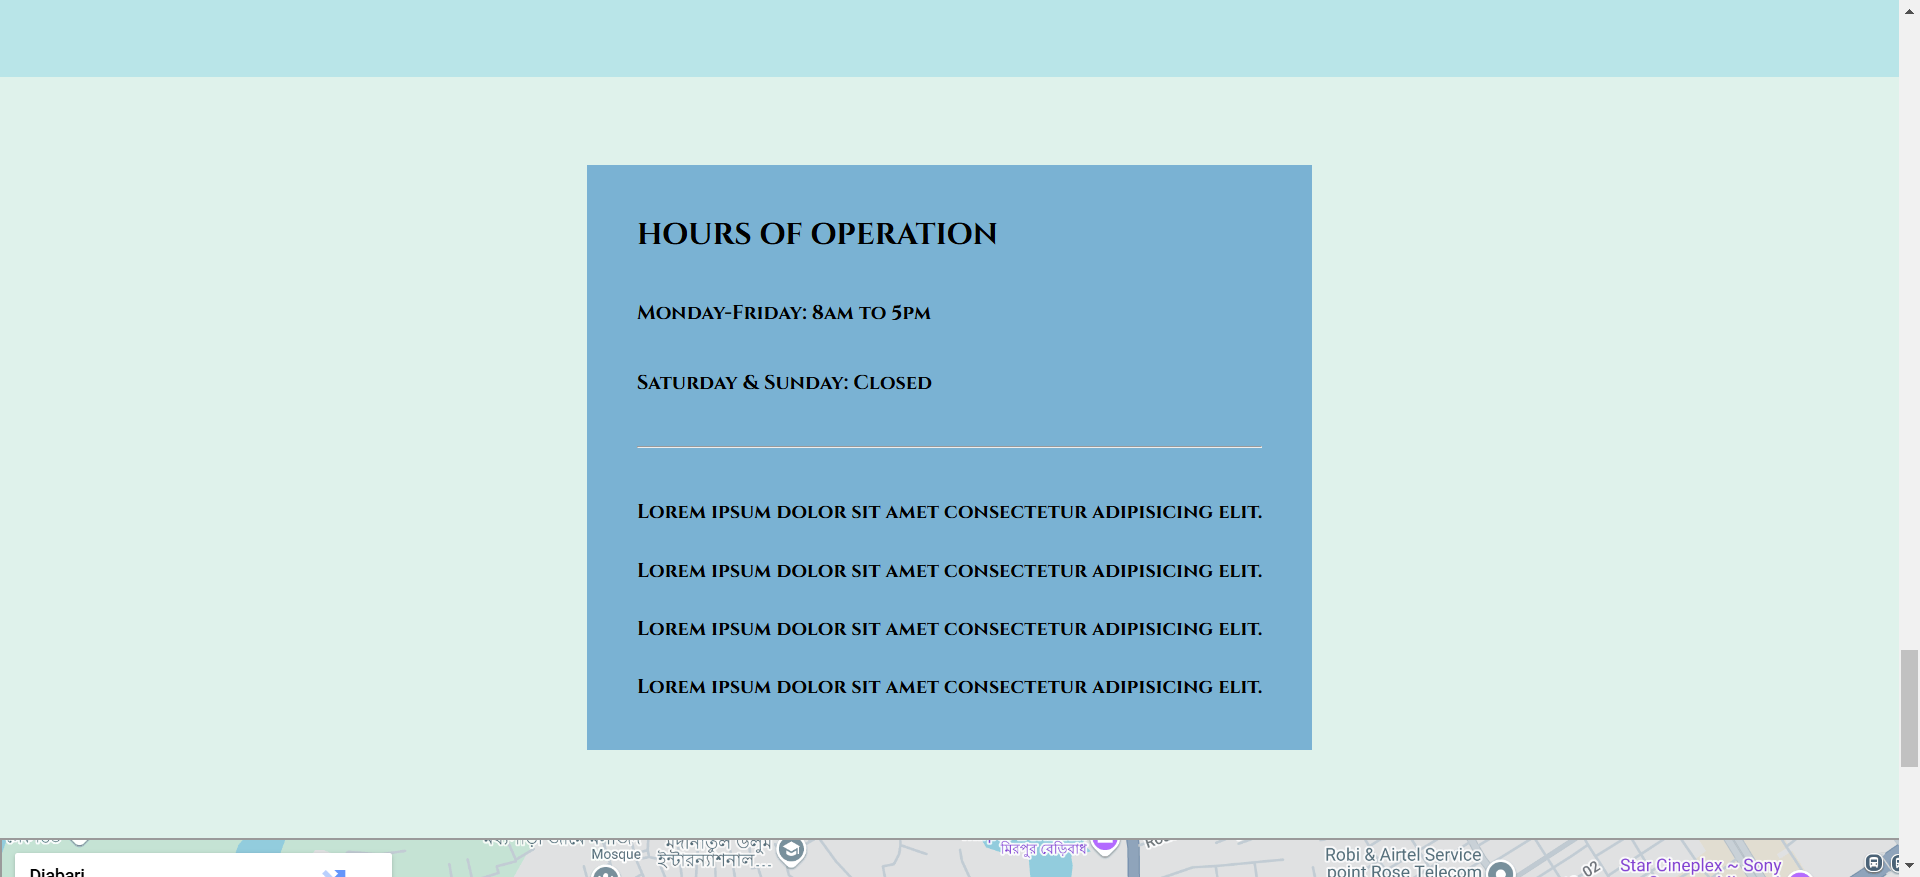 HOURS OF OPERATION
Monday-Friday: 8am to 5pm
Saturday & Sunday: Closed
Lorem ipsum dolor sit amet consectetur adipisicing elit.
Lorem ipsum dolor sit amet consectetur adipisicing elit.
Lorem ipsum dolor sit amet consectetur adipisicing elit.
Lorem ipsum dolor sit amet consectetur adipisicing elit.
Mosque
ইন্টারন্যাশনাল...
মিরপুর বেড়িবাধ
Robi & Airtel Service
point Rose Telecom
02
Star Cineplex ~ Sony
Diabari